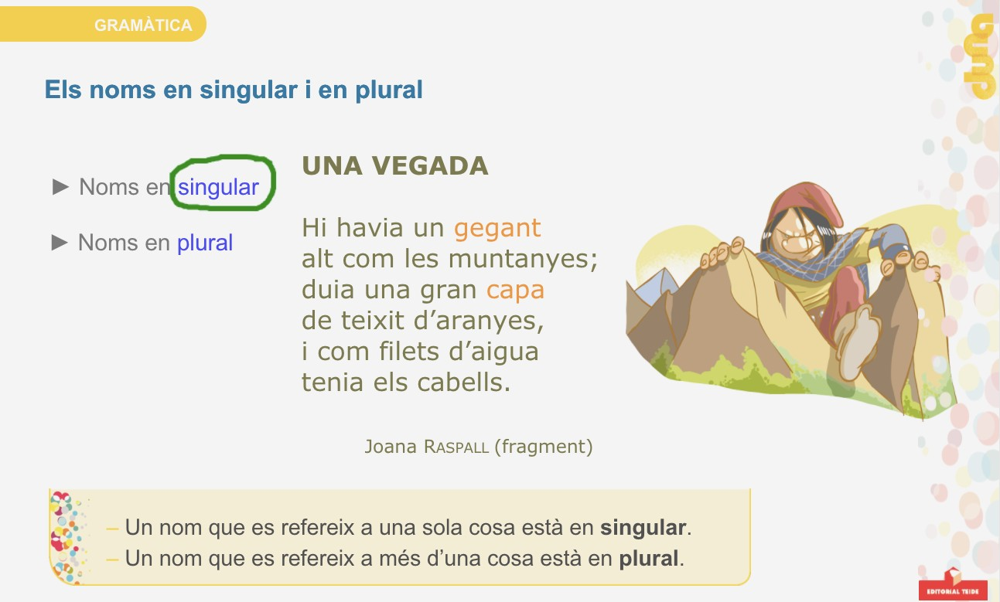 GRAMÀTICA
duna
Els noms en singular i en plural
► Noms en singular
► Noms en plural
UNA VEGADA
Hi havia un gegant
alt com les muntanyes;
duia una gran capa
de teixit d’aranyes,
i com filets d’aigua
tenia els cabells.
Joana RASPALL (fragment)
– Un nom que es refereix a una sola cosa està en singular.
– Un nom que es refereix a més d’una cosa està en plural.
EDITORIAL TEIDE